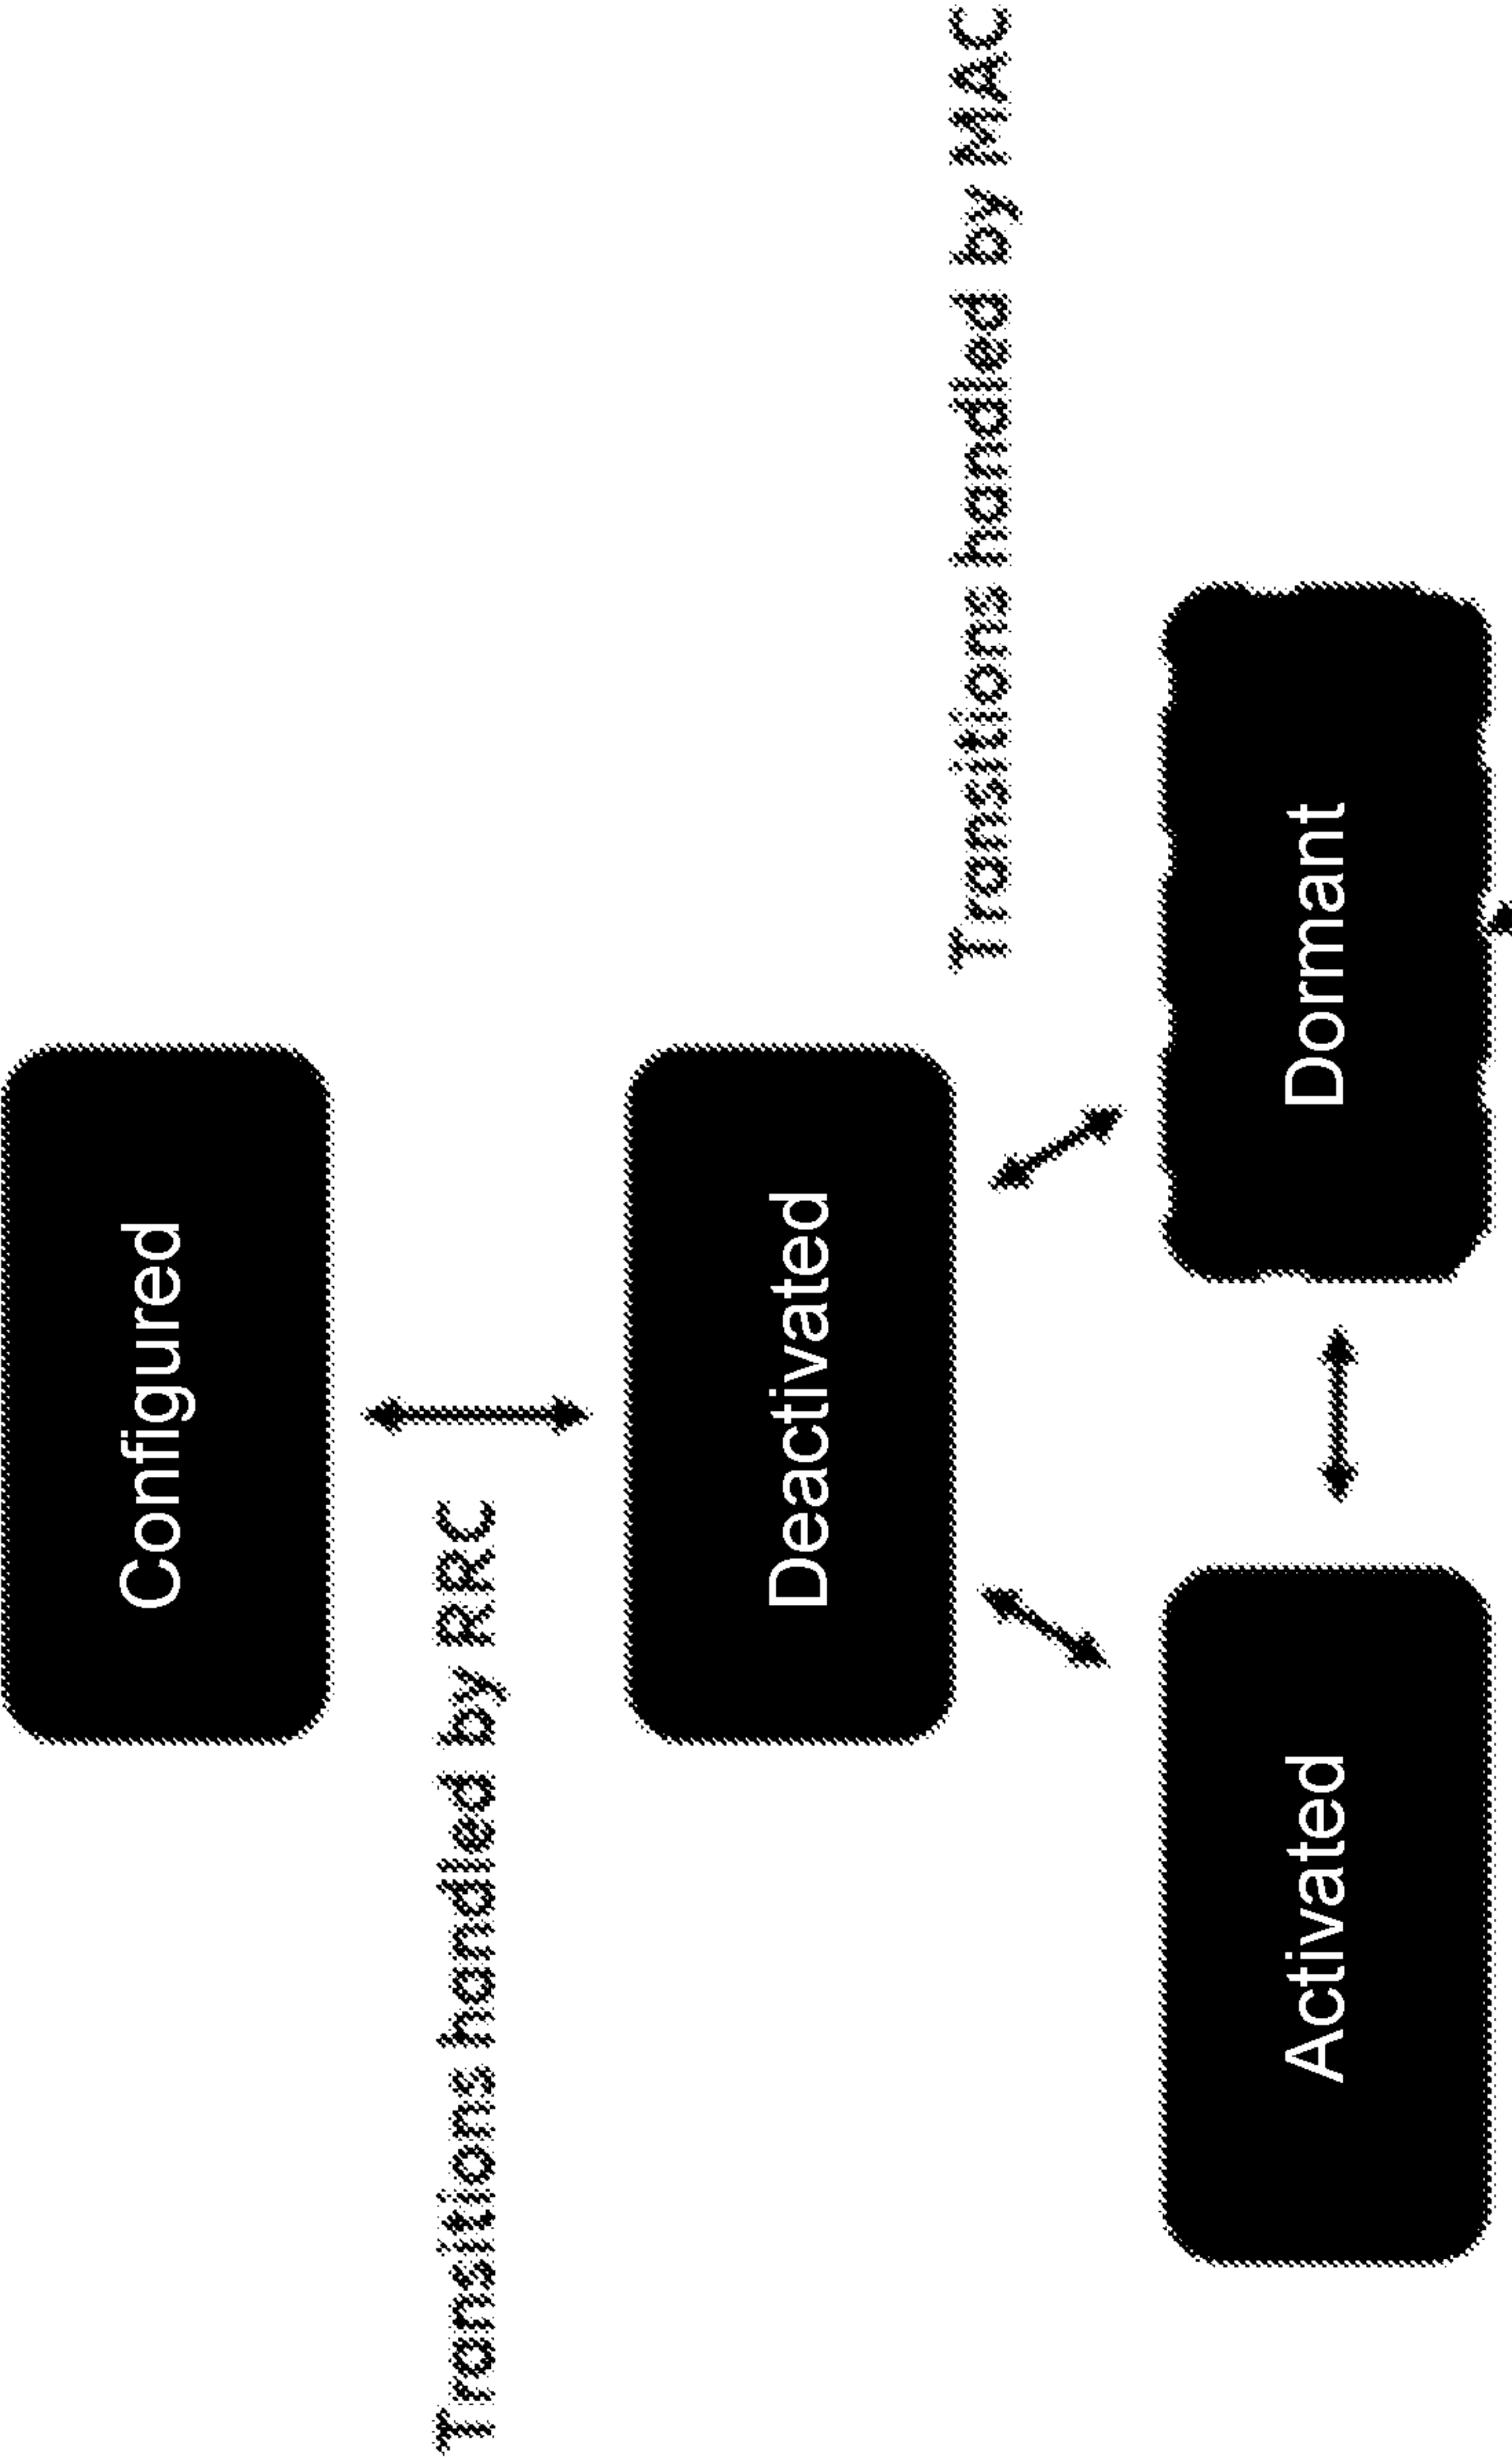 Configured
Transitions handled by RRC
Deactivated
Transitions handled by MAC
Activated
Dormant